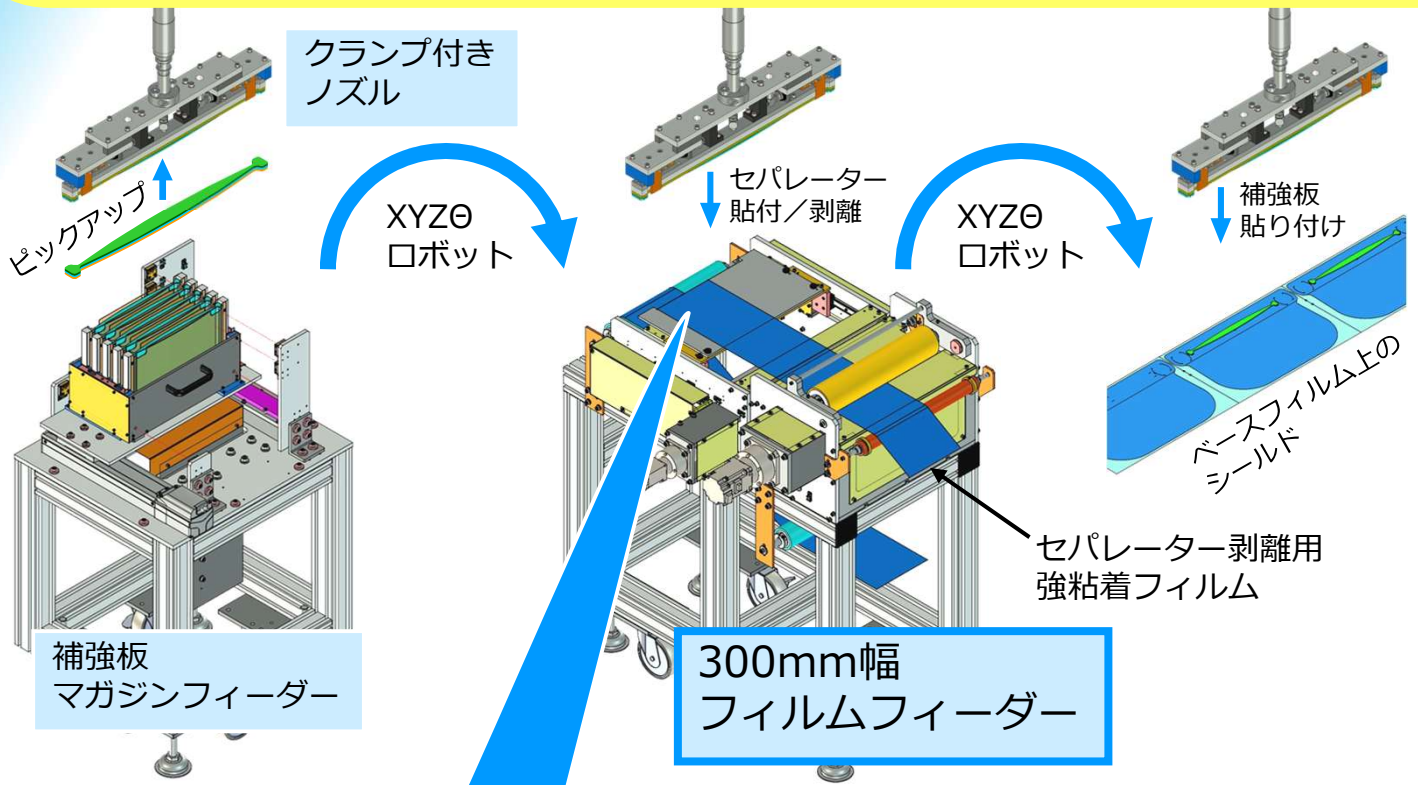 クランプ付き
ノズル
ピックアップ
XYZΘ
ロボット
セパレーター
貼付／剥離
XYZΘ
ロボット
補強板
貼り付け
ベースフィルム上の
シールド
セパレーター剥離用
強粘着フィルム
補強板
マガジンフィーダー
300mm幅
フィルムフィーダー